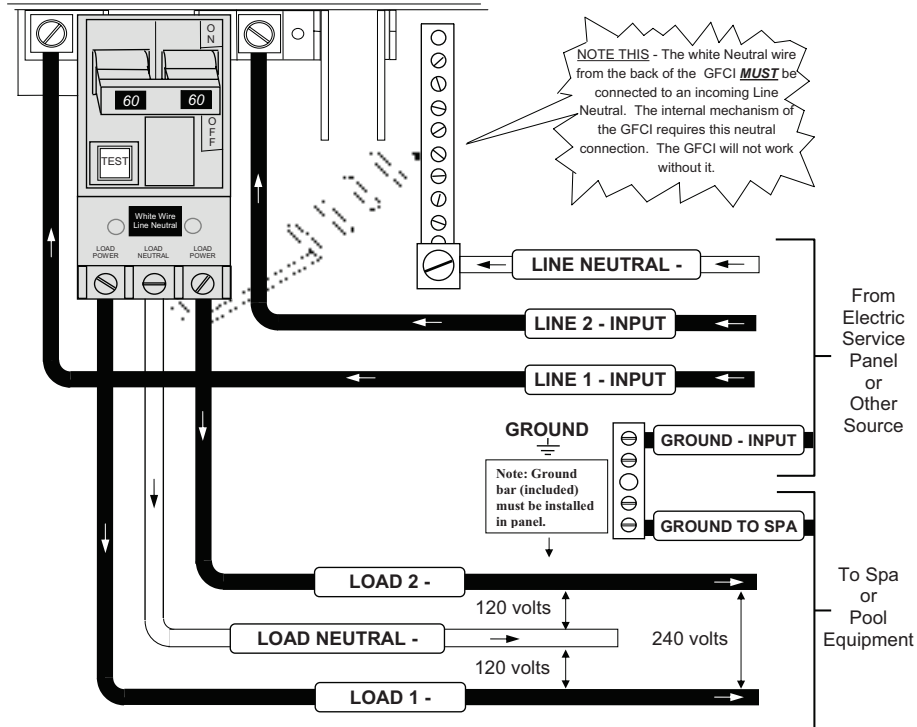 ON
OFF
60 60
TEST
White Wire
Line Neutral
LOAD
POWER
LOAD
NEUTRAL
LOAD
POWER
NOTE THIS - The white Neutral wire
from the back of the GFCI MUST be
connected to an incoming Line
Neutral. The internal mechanism of
the GFCI requires this neutral
connection. The GFCI will not work
without it.
LINE NEUTRAL -
LINE 2 - INPUT
LINE 1 - INPUT
From
Electric
Service
Panel
or
Other
Source
GROUND
GROUND - INPUT
Note: Ground
bar (included)
must be installed
in panel.
GROUND TO SPA
LOAD 2 -
120 volts
LOAD NEUTRAL -
240 volts
120 volts
LOAD 1 -
To Spa
or
Pool
Equipment